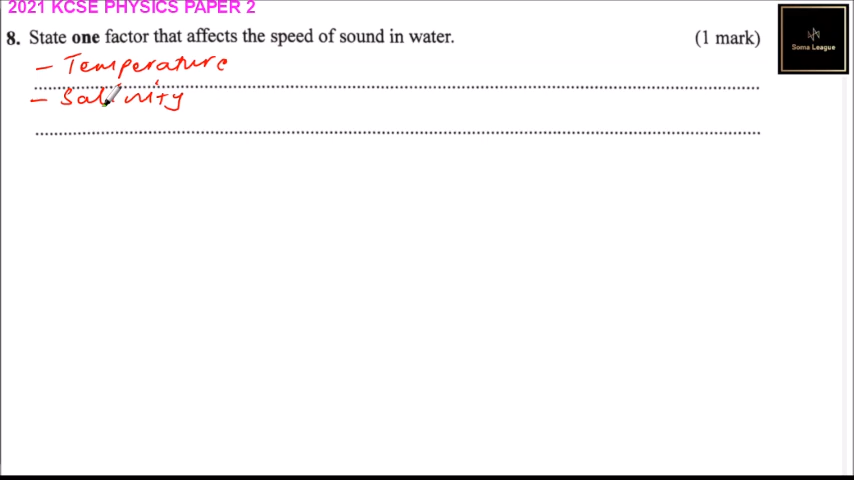 2021 KCSE PHYSICS PAPER 2
8. State one factor that affects the speed of sound in water. (1 mark)
- Temperature
- Salinity
Soma League